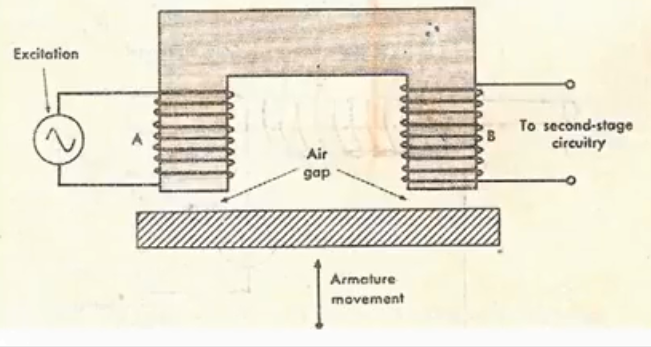 Excitation
A
B
To second-stage
circuitry
Air
gap
Armature
movement